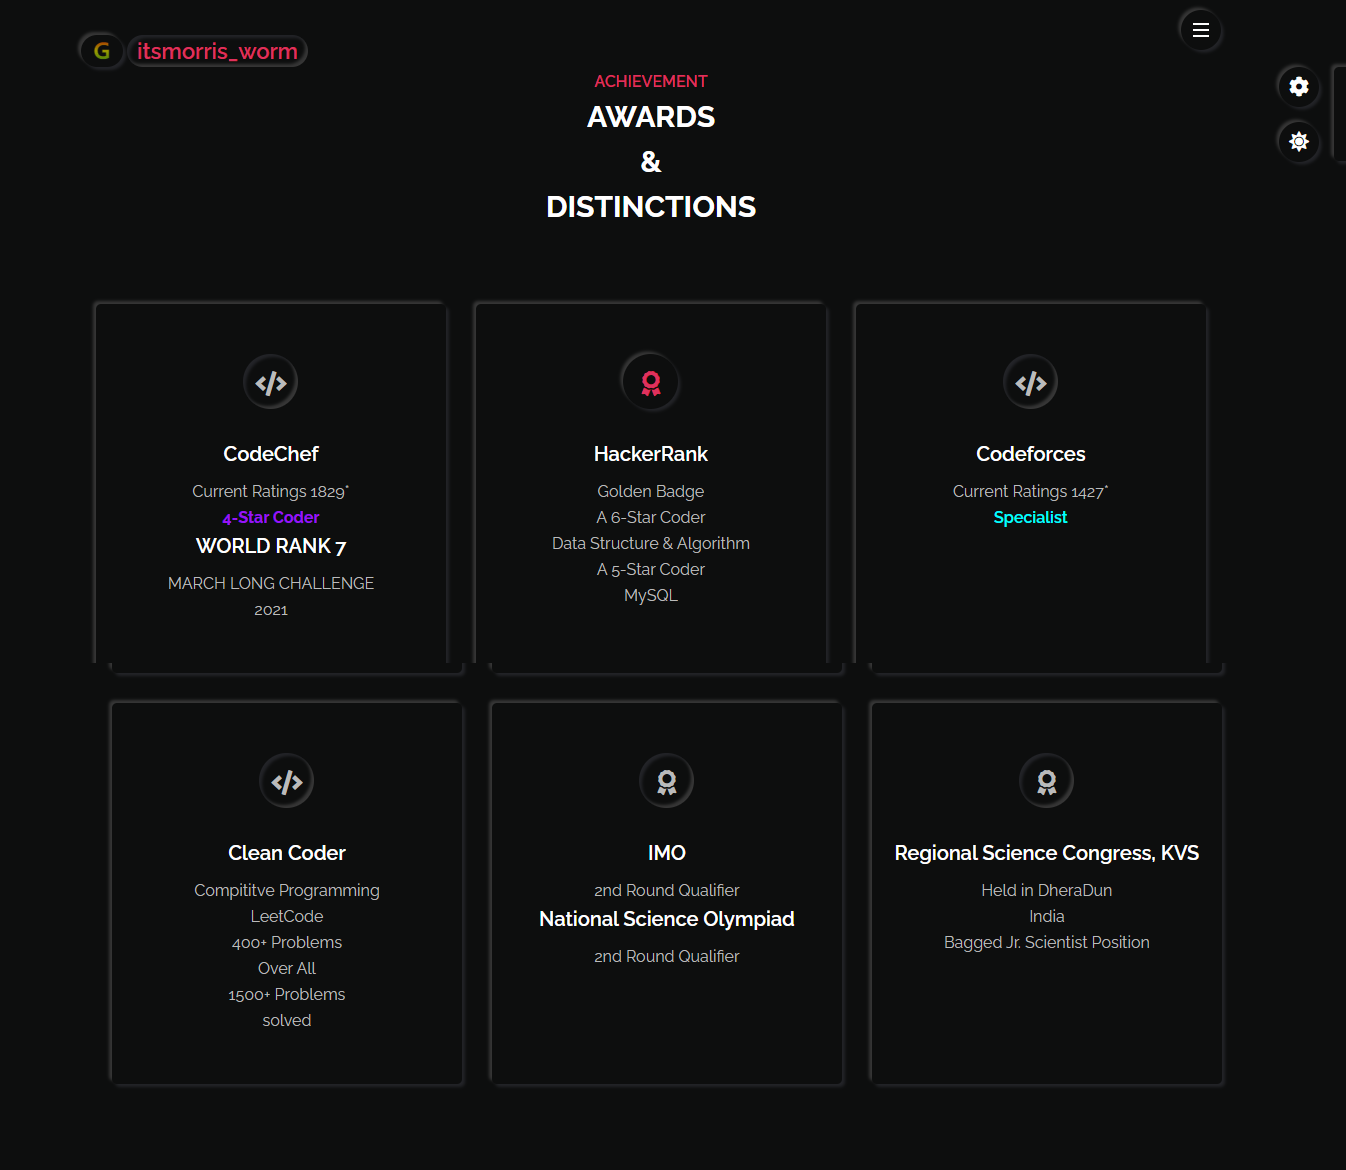 G itsmorris_worm
ACHIEVEMENT
AWARDS
&
DISTINCTIONS
CodeChef
Current Ratings 1829*
4-Star Coder
WORLD RANK 7
MARCH LONG CHALLENGE
2021
HackerRank
Golden Badge
A 6-Star Coder
Data Structure & Algorithm
A 5-Star Coder
MySQL
Codeforces
Current Ratings 1427*
Specialist
Clean Coder
Compititve Programming
LeetCode
400+ Problems
Over All
1500+ Problems
solved
IMO
2nd Round Qualifier
National Science Olympiad
2nd Round Qualifier
Regional Science Congress, KVS
Held in DheraDun
India
Bagged Jr. Scientist Position